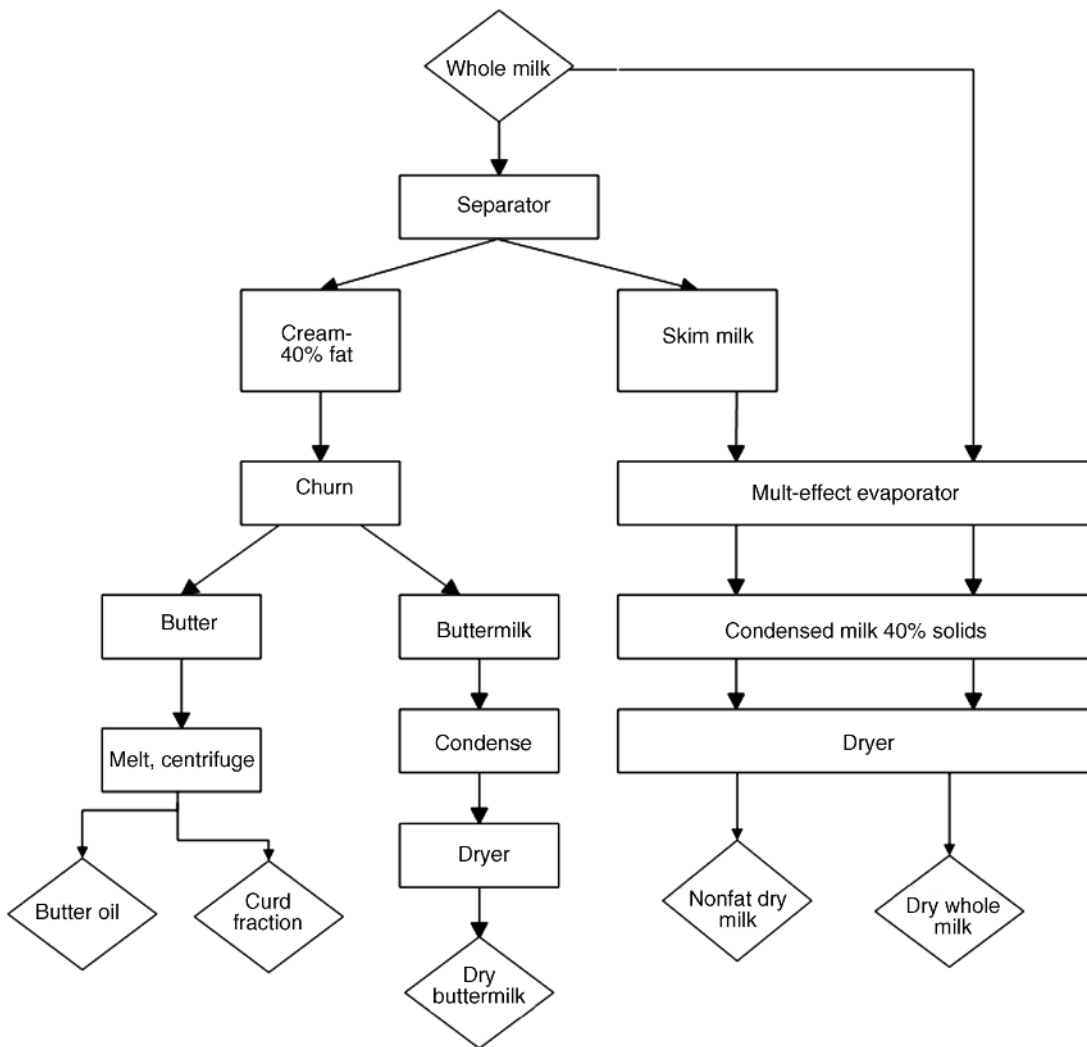 Whole milk
Separator
Cream-
40% fat
Skim milk
Churn
Mult-effect evaporator
Butter
Buttermilk
Condensed milk 40% solids
Melt, centrifuge
Condense
Dryer
Dryer
Butter oil
Curd
fraction
Nonfat dry
milk
Dry whole
milk
Dry
buttermilk